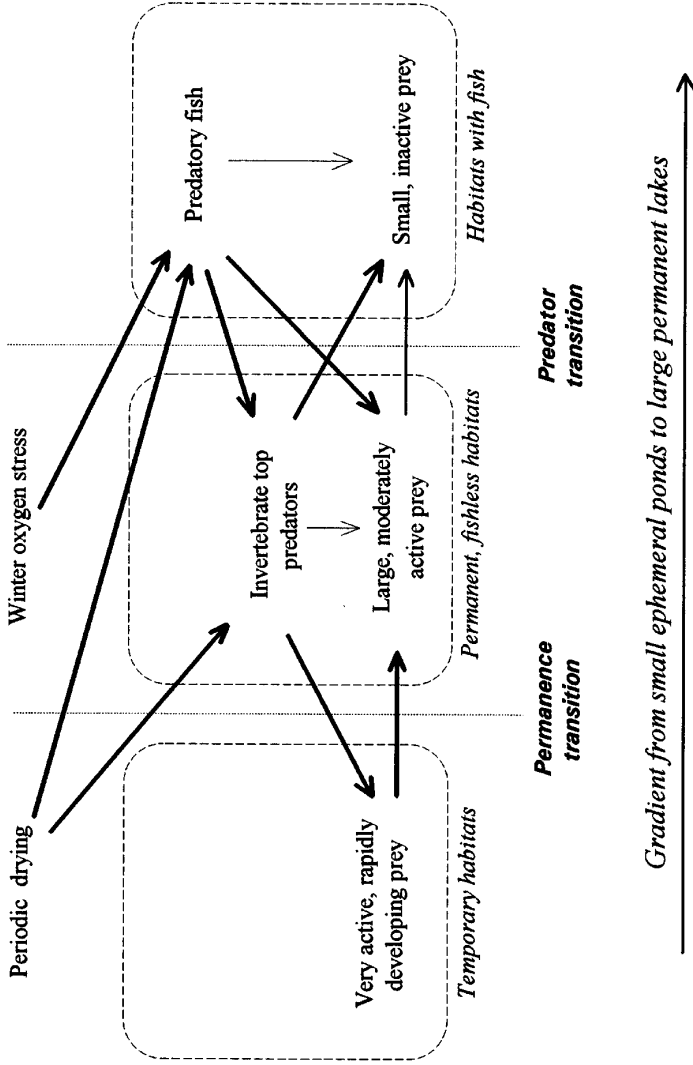 Winter oxygen stress
Periodic drying
Predatory fish
Invertebrate top
predators
Very active, rapidly
developing prey
Large, moderately
active prey
Small, inactive prey
Temporary habitats
Permanent, fishless habitats
Habitats with fish
Permanence
transition
Predator
transition
Gradient from small ephemeral ponds to large permanent lakes